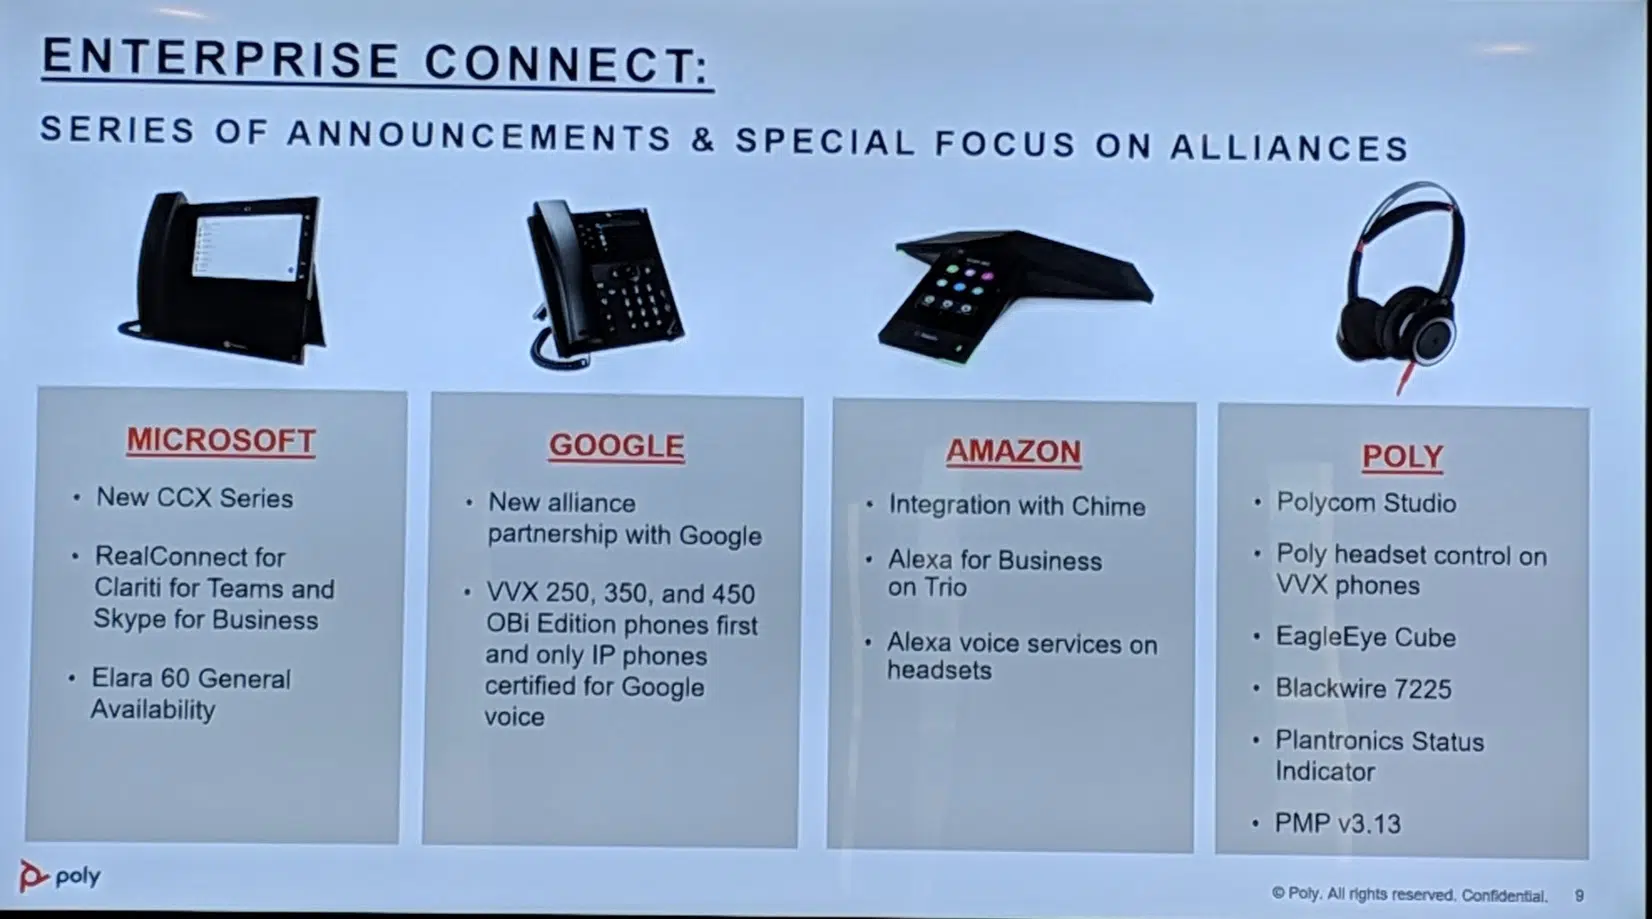 ENTERPRISE CONNECT:
SERIES OF ANNOUNCEMENTS & SPECIAL FOCUS ON ALLIANCES
MICROSOFT
• New CCX Series
• RealConnect for
Clariti for Teams and
Skype for Business
• Elara 60 General
Availability
GOOGLE
• New alliance
partnership with Google
• VVX 250, 350, and 450
OBi Edition phones first
and only IP phones
certified for Google
voice
AMAZON
• Integration with Chime
• Alexa for Business
on Trio
• Alexa voice services on
headsets
POLY
• Polycom Studio
• Poly headset control on
VVX phones
• EagleEye Cube
• Blackwire 7225
• Plantronics Status
Indicator
• PMP v3.13
poly
© Poly. All rights reserved. Confidential. 9